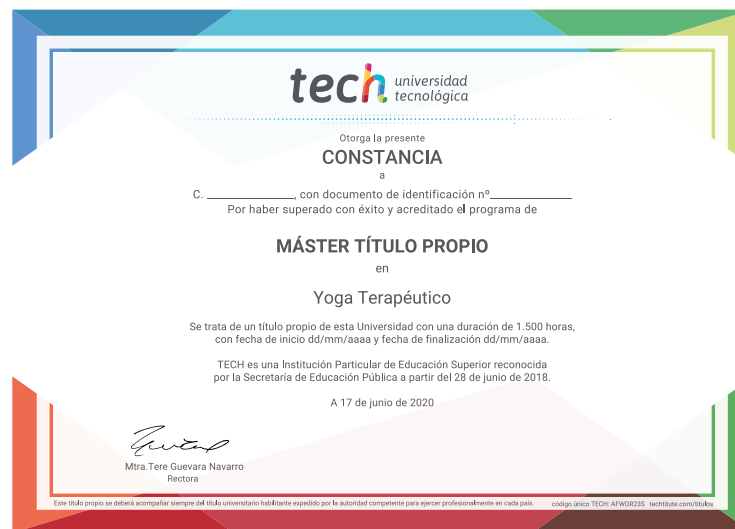 tech universidad
tecnológica
Otorga la presente
CONSTANCIA
a
C. ________________, con documento de identificación nº______________
Por haber superado con éxito y acreditado el programa de
MÁSTER TÍTULO PROPIO
en
Yoga Terapéutico
Se trata de un título propio de esta Universidad con una duración de 1.500 horas,
con fecha de inicio dd/mm/aaaa y fecha de finalización dd/mm/aaaa.
TECH es una Institución Particular de Educación Superior reconocida
por la Secretaría de Educación Pública a partir del 28 de junio de 2018.
A 17 de junio de 2020
Mtra.Tere Guevara Navarro
Rectora
Este título propio se deberá acompañar siempre del título universitario habilitante expedido por la autoridad competente para ejercer profesionalmente en cada país. código único TECH: AFWOR23S techtitute.com/titulos